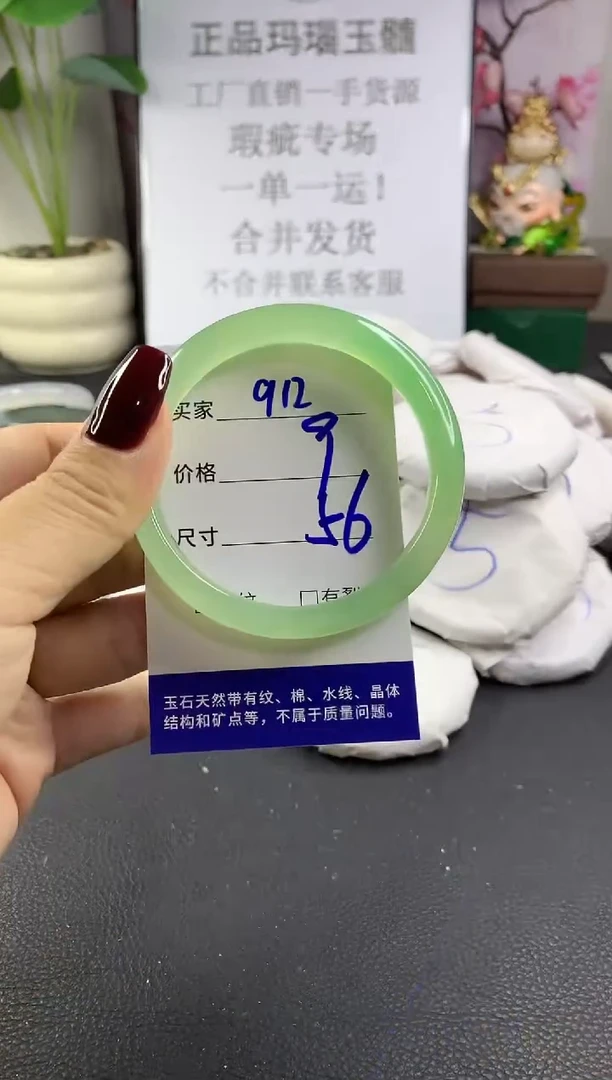 正品玛瑙玉髓
工厂直销一手货源
瑕疵专场
一单一运！
合并发货
不合并联系客服
买家 912
价格
尺寸 56
纹 □有裂
玉石天然带有纹、棉、水线、晶体
结构和矿点等，不属于质量问题。